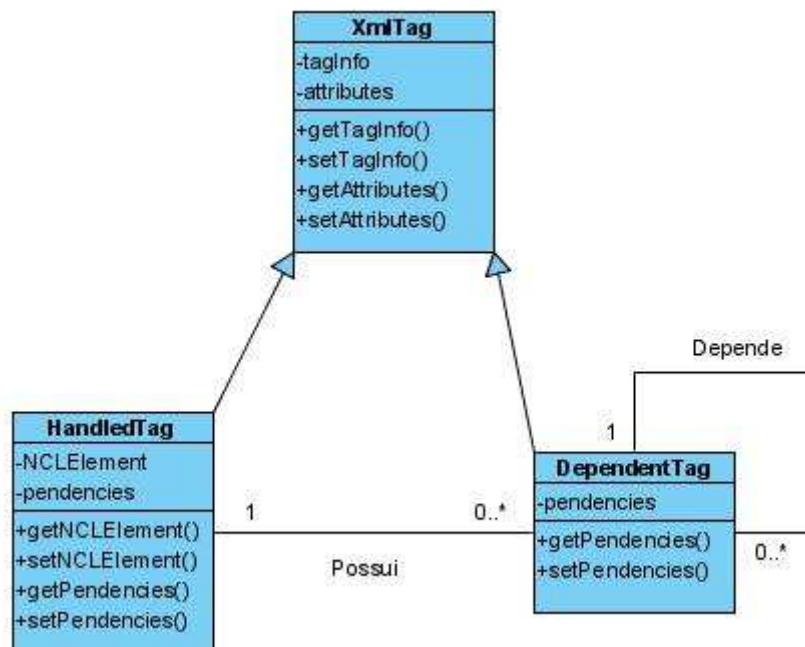 XmlTag
-tagInfo
-attributes
+getTagInfo()
+setTagInfo()
+getAttributes()
+setAttributes()
Depende
1
HandledTag
-NCLElement
-pendencies
+getNCLElement()
+setNCLElement()
+getPendencies()
+setPendencies()
1
0..*
Possui
DependentTag
-pendencies
+getPendencies()
+setPendencies()
0..*